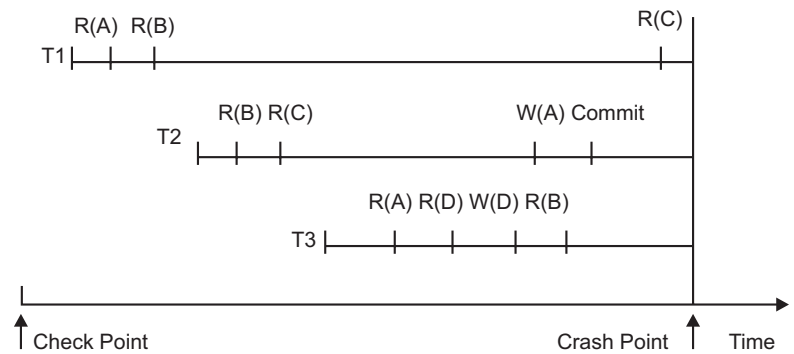 R(A) R(B) R(C)
T1
R(B) R(C) W(A) Commit
T2
R(A) R(D) W(D) R(B)
T3
Check Point Crash Point Time